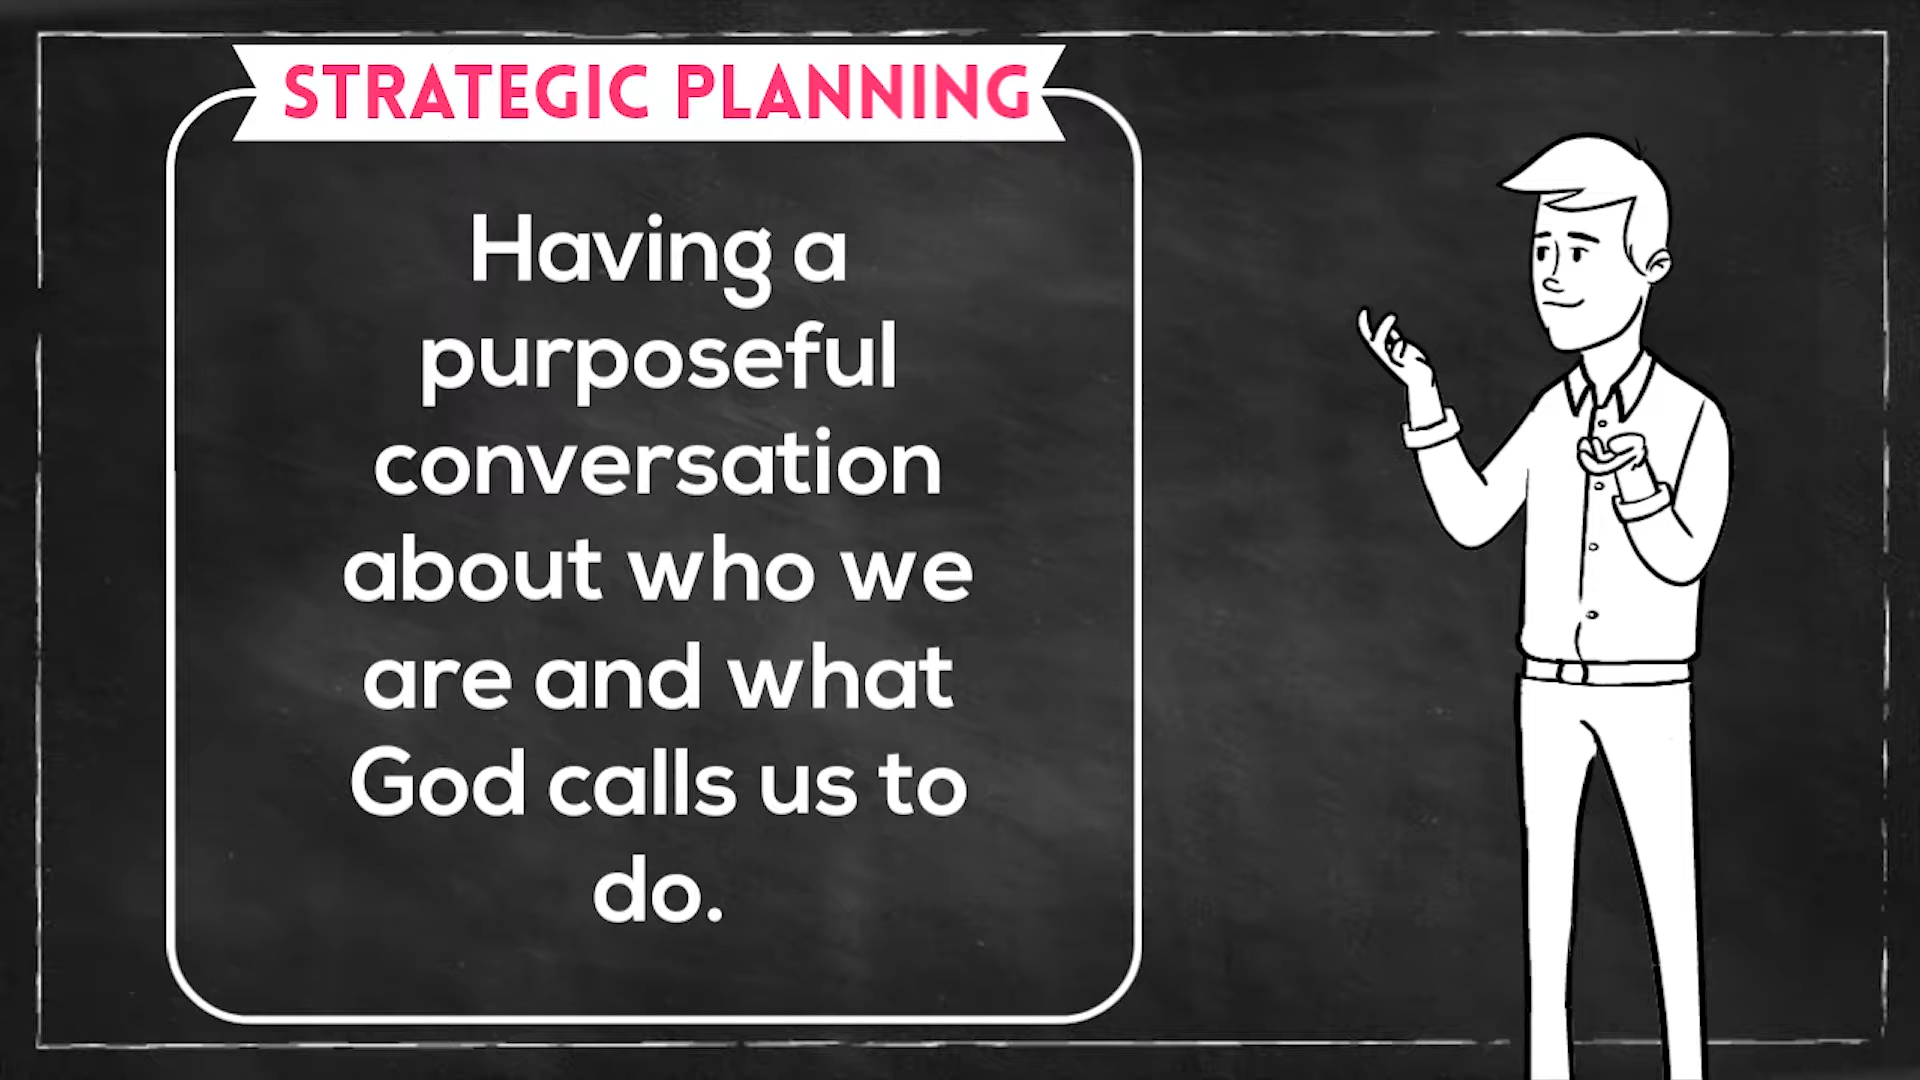 STRATEGIC PLANNING
Having a
purposeful
conversation
about who we
are and what
God calls us to
do.